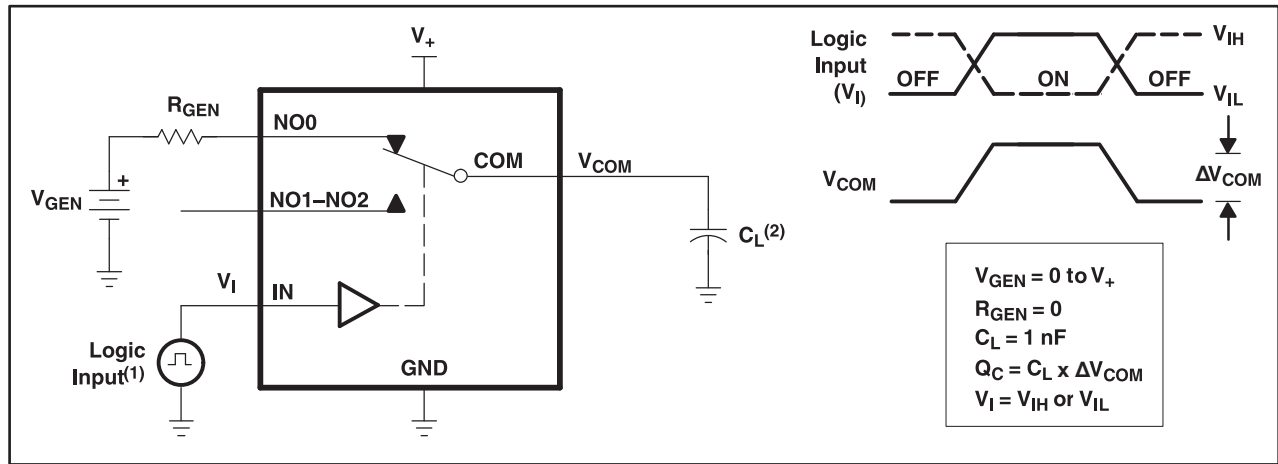 V+
RGEN
NO0
COM
VCOM
VGEN
+
NO1–NO2
CL(2)
VI
IN
Logic
Input(1)
GND
Logic
Input
(VI)
OFF
ON
OFF
VIH
VIL
VCOM
ΔVCOM
VGEN = 0 to V+
RGEN = 0
CL = 1 nF
QC = CL x ΔVCOM
VI = VIH or VIL